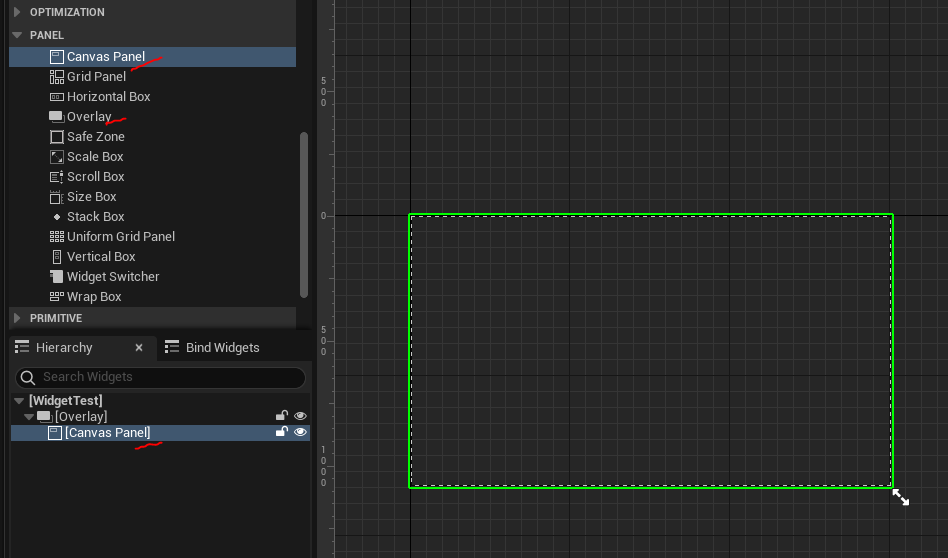 OPTIMIZATION
PANEL
Canvas Panel
Grid Panel
Horizontal Box
Overlay
Safe Zone
Scale Box
Scroll Box
Size Box
Stack Box
Uniform Grid Panel
Vertical Box
Widget Switcher
Wrap Box
PRIMITIVE
Hierarchy × Bind Widgets
Search Widgets
[WidgetTest]
[Overlay]
[Canvas Panel]
500
0
500
1000